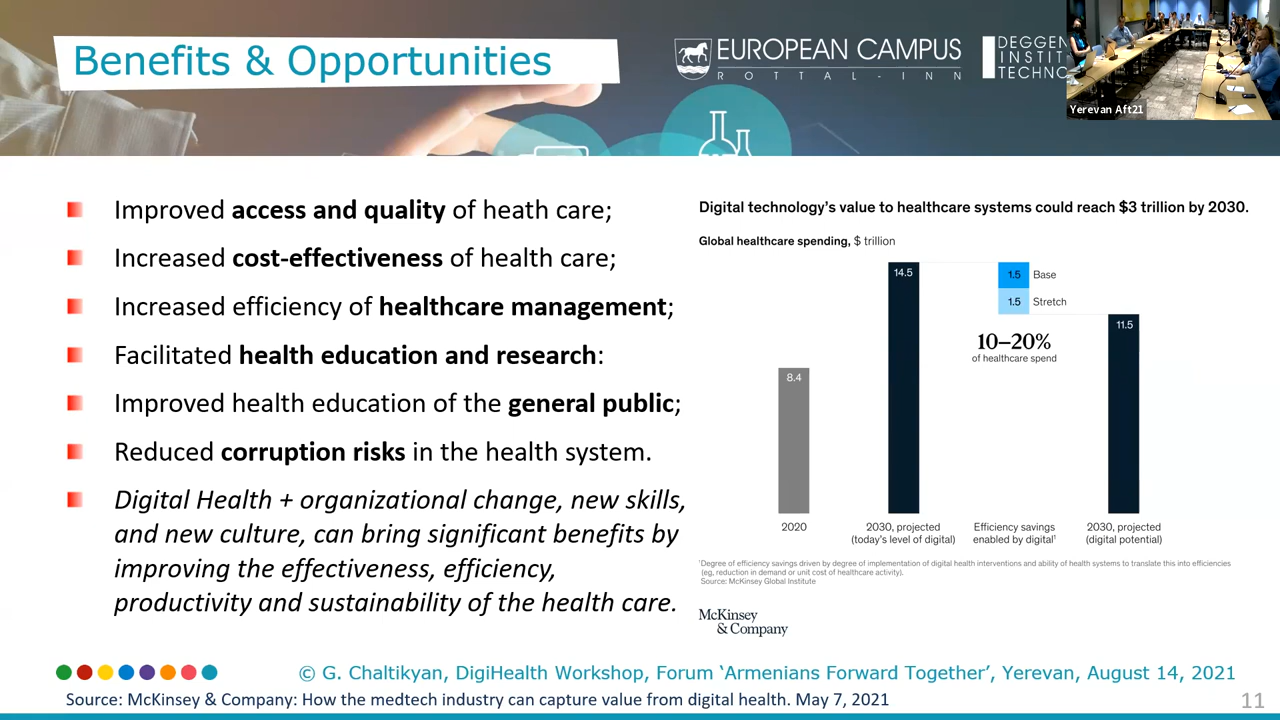 Benefits & Opportunities
EUROPEAN CAMPUS
ROTTAL-INN
DEGGEN
INSTIT
TECHNO
Yerevan Aft21
Improved access and quality of heath care;
Increased cost-effectiveness of health care;
Increased efficiency of healthcare management;
Facilitated health education and research:
Improved health education of the general public;
Reduced corruption risks in the health system.
Digital Health + organizational change, new skills,
and new culture, can bring significant benefits by
improving the effectiveness, efficiency,
productivity and sustainability of the health care.
Digital technology’s value to healthcare systems could reach $3 trillion by 2030.
Global healthcare spending, $ trillion
14.5
1.5 Base
1.5 Stretch
11.5
10–20%
of healthcare spend
8.4
2020
2030, projected
(today’s level of digital)
Efficiency savings
enabled by digital¹
2030, projected
(digital potential)
¹Degree of efficiency savings driven by degree of implementation of digital health interventions and ability of health systems to translate this into efficiencies
(eg, reduction in demand or unit cost of healthcare activity).
Source: McKinsey Global Institute
McKinsey
& Company
© G. Chaltikyan, DigiHealth Workshop, Forum ‘Armenians Forward Together’, Yerevan, August 14, 2021
Source: McKinsey & Company: How the medtech industry can capture value from digital health. May 7, 2021
11